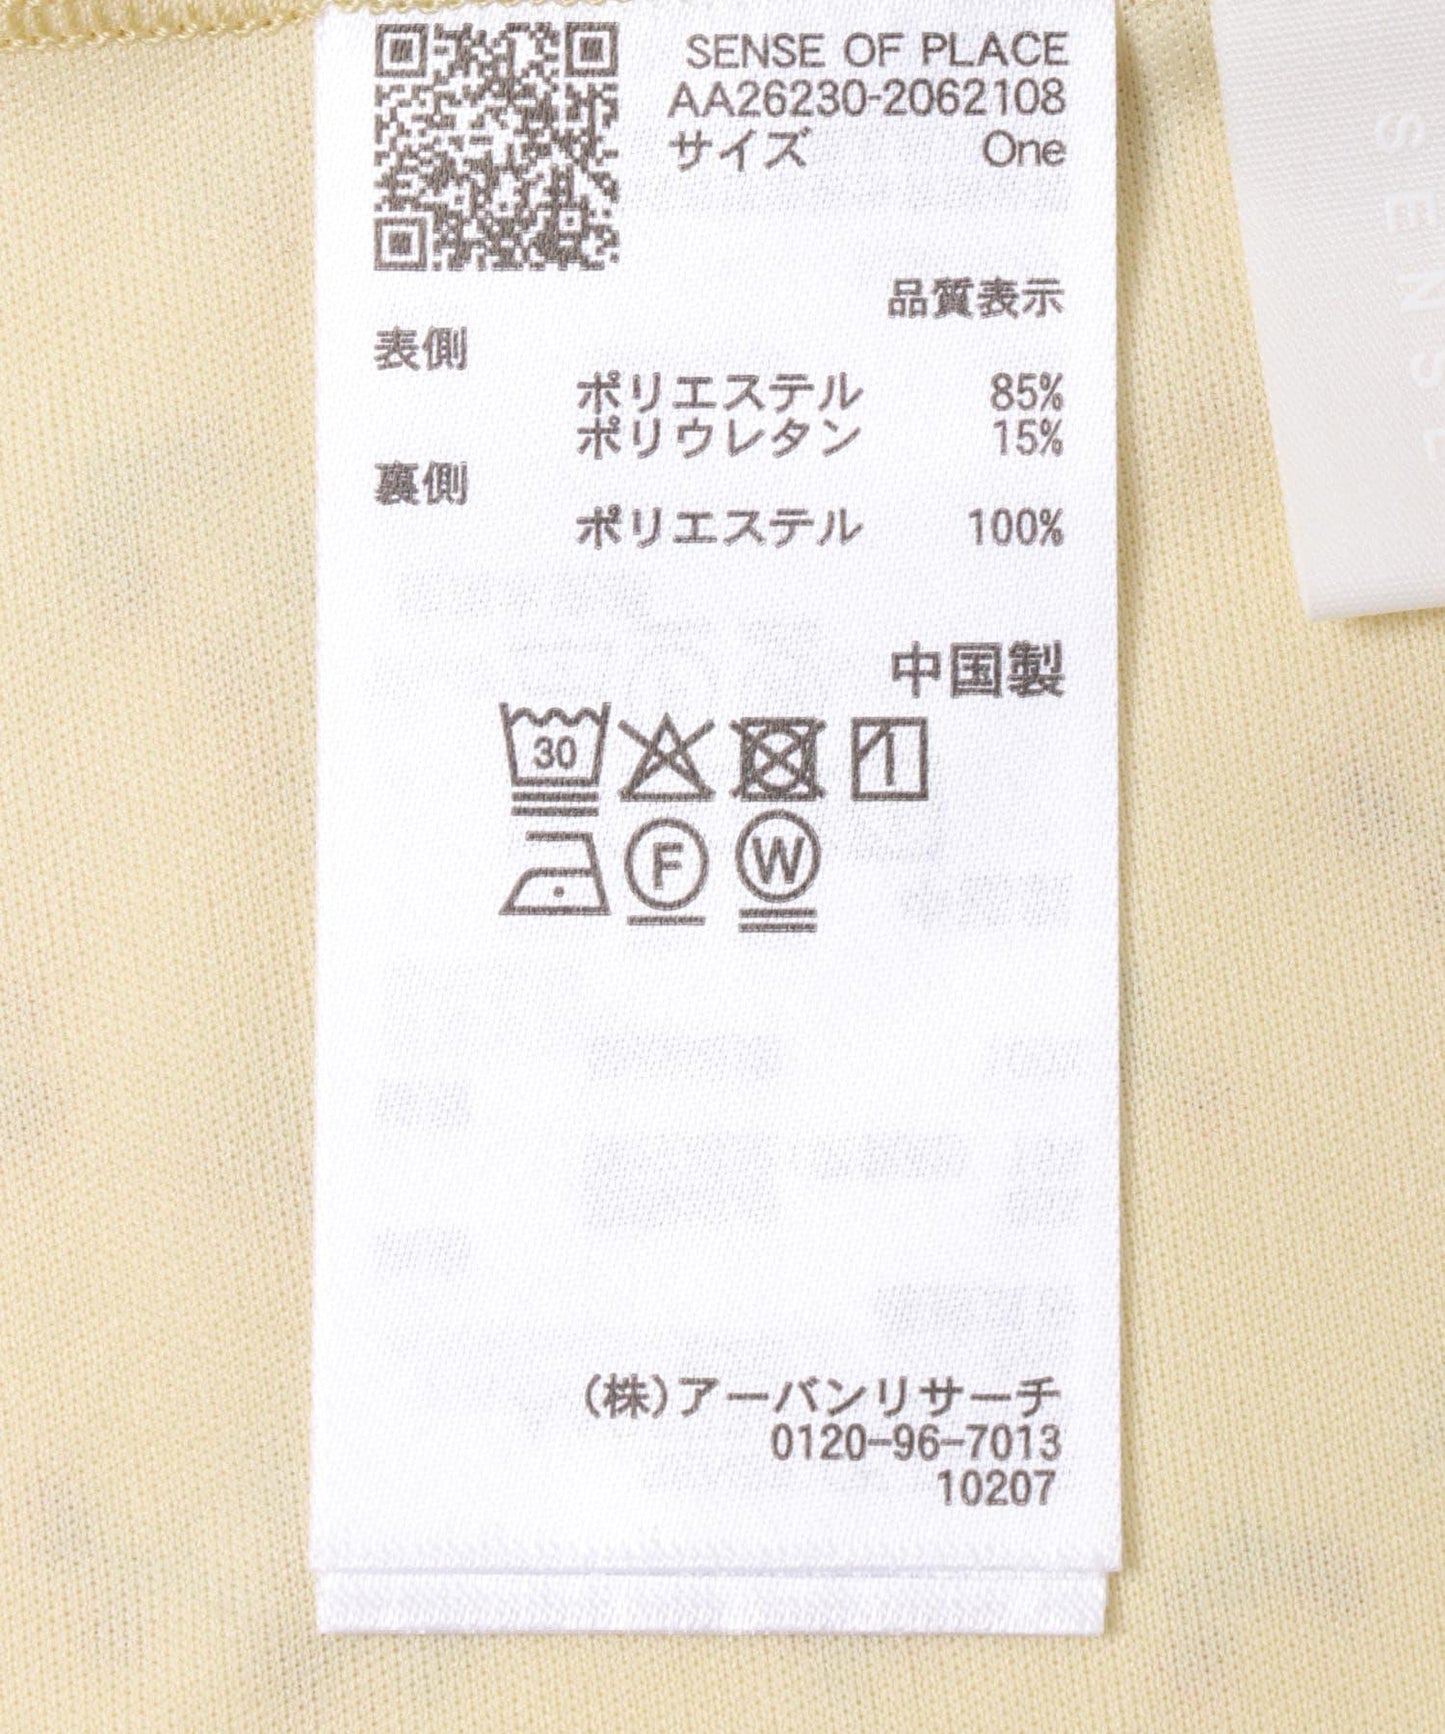 SENSE OF PLACE
AA26230-2062108
サイズ One
品質表示
表側
ポリエステル 85%
ポリウレタン 15%
裏側
ポリエステル 100%
中国製
30
F W
(株)アーバンリサーチ
0120-96-7013
10207
SENSE